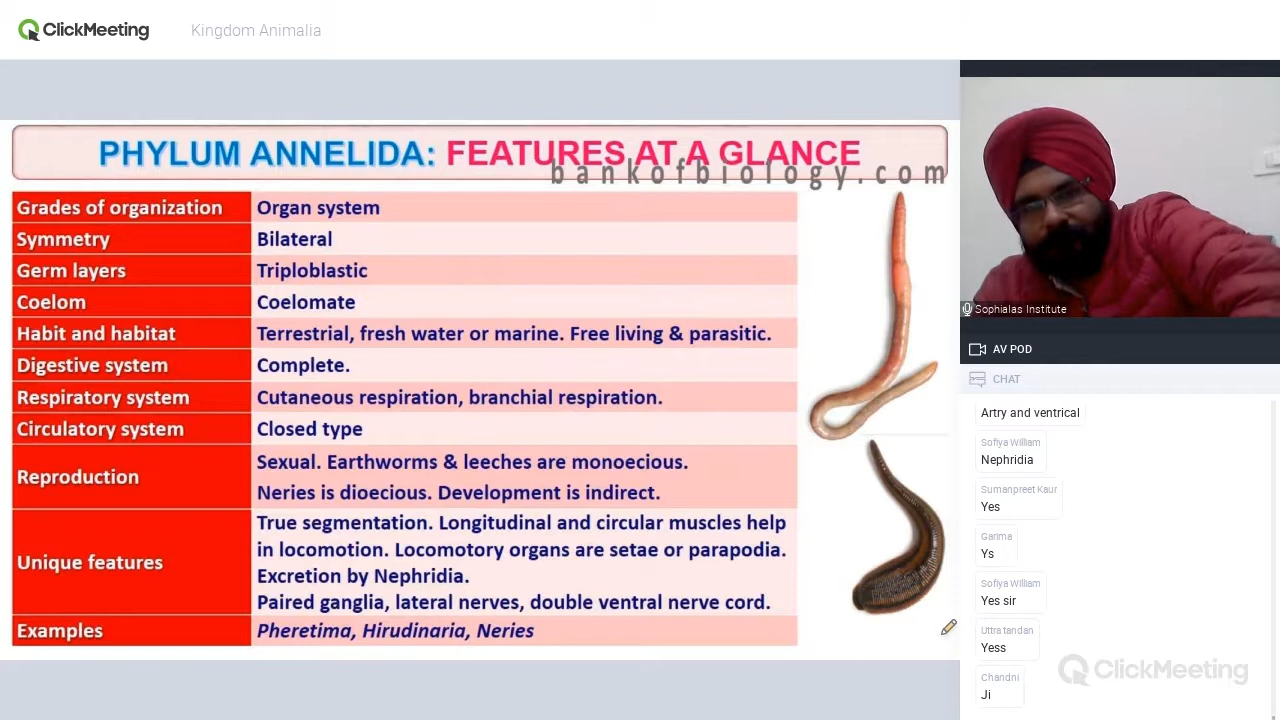 ClickMeeting
Kingdom Animalia
PHYLUM ANNELIDA: FEATURES AT A GLANCE
bankofbiology.com
Grades of organization
Organ system
Symmetry
Bilateral
Germ layers
Triploblastic
Coelom
Coelomate
Habit and habitat
Terrestrial, fresh water or marine. Free living & parasitic.
Digestive system
Complete.
Respiratory system
Cutaneous respiration, branchial respiration.
Circulatory system
Closed type
Reproduction
Sexual. Earthworms & leeches are monoecious.
Neries is dioecious. Development is indirect.
Unique features
True segmentation. Longitudinal and circular muscles help
in locomotion. Locomotory organs are setae or parapodia.
Excretion by Nephridia.
Paired ganglia, lateral nerves, double ventral nerve cord.
Examples
Pheretima, Hirudinaria, Neries
Sophialas Institute
AV POD
CHAT
Artry and ventrical
Sofiya William
Nephridia
Sumanpreet Kaur
Yes
Garima
Ys
Sofiya William
Yes sir
Uttra tandan
Yess
Chandni
Ji
ClickMeeting